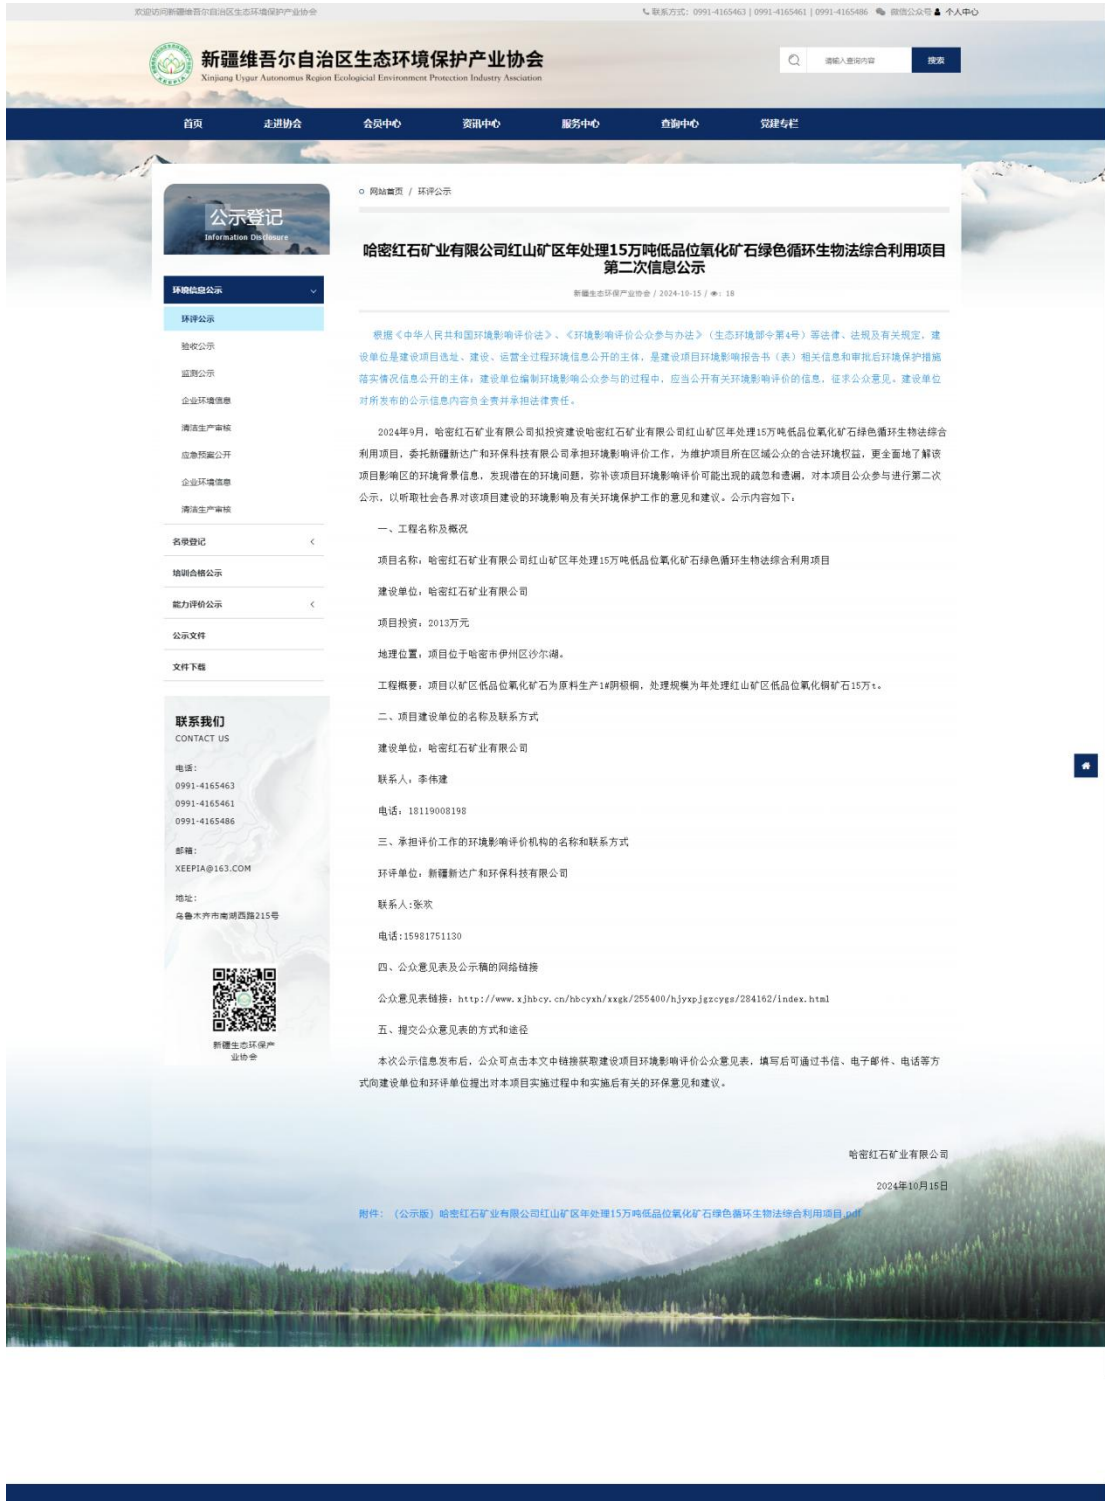 欢迎访问新疆维吾尔自治区生态环境保护产业协会
联系方式：0991-4165463 | 0991-4165461 | 0991-4165486 微信公众号 个人中心
新疆维吾尔自治区生态环境保护产业协会
Xinjiang Uygur Autonomus Region Ecologicial Environment Protection Industry Assciation
请输入查询内容
搜索
首页 走进协会 会员中心 资讯中心 服务中心 查询中心 党建专栏
公示登记
Information Disclosure
环境信息公示
环评公示
验收公示
监测公示
企业环境信息
清洁生产审核
应急预案公开
企业环境信息
清洁生产审核
名录登记
培训合格公示
能力评价公示
公示文件
文件下载
联系我们
CONTACT US
电话：
0991-4165463
0991-4165461
0991-4165486
邮箱：
XEEPIA@163.COM
地址：
乌鲁木齐市南湖西路215号
新疆生态环保产
业协会
网站首页 / 环评公示
哈密红石矿业有限公司红山矿区年处理15万吨低品位氧化矿石绿色循环生物法综合利用项目
第二次信息公示
新疆生态环保产业协会 / 2024-10-15 / ：18
根据《中华人民共和国环境影响评价法》、《环境影响评价公众参与办法》（生态环境部令第4号）等法律、法规及有关规定，建
设单位是建设项目选址、建设、运营全过程环境信息公开的主体，是建设项目环境影响报告书（表）相关信息和审批后环境保护措施
落实情况信息公开的主体；建设单位编制环境影响公众参与的过程中，应当公开有关环境影响评价的信息，征求公众意见。建设单位
对所发布的公示信息内容负全责并承担法律责任。
2024年9月，哈密红石矿业有限公司拟投资建设哈密红石矿业有限公司红山矿区年处理15万吨低品位氧化矿石绿色循环生物法综合
利用项目，委托新疆新达广和环保科技有限公司承担环境影响评价工作，为维护项目所在区域公众的合法环境权益，更全面地了解该
项目影响区的环境背景信息，发现潜在的环境问题，弥补该项目环境影响评价可能出现的疏忽和遗漏，对本项目公众参与进行第二次
公示，以听取社会各界对该项目建设的环境影响及有关环境保护工作的意见和建议。公示内容如下：
一、工程名称及概况
项目名称：哈密红石矿业有限公司红山矿区年处理15万吨低品位氧化矿石绿色循环生物法综合利用项目
建设单位：哈密红石矿业有限公司
项目投资：2013万元
地理位置：项目位于哈密市伊州区沙尔湖。
工程概要：项目以矿区低品位氧化矿石为原料生产1#阴极铜，处理规模为年处理红山矿区低品位氧化铜矿石15万t。
二、项目建设单位的名称及联系方式
建设单位：哈密红石矿业有限公司
联系人：李伟建
电话：18119008198
三、承担评价工作的环境影响评价机构的名称和联系方式
环评单位：新疆新达广和环保科技有限公司
联系人:张欢
电话:15981751130
四、公众意见表及公示稿的网络链接
公众意见表链接：http://www.xjhbcy.cn/hbcyxh/xxgk/255400/hjyxpjgzcygs/284162/index.html
五、提交公众意见表的方式和途径
本次公示信息发布后，公众可点击本文中链接获取建设项目环境影响评价公众意见表，填写后可通过书信、电子邮件、电话等方
式向建设单位和环评单位提出对本项目实施过程中和实施后有关的环保意见和建议。
哈密红石矿业有限公司
2024年10月15日
附件：（公示版）哈密红石矿业有限公司红山矿区年处理15万吨低品位氧化矿石绿色循环生物法综合利用项目.pdf